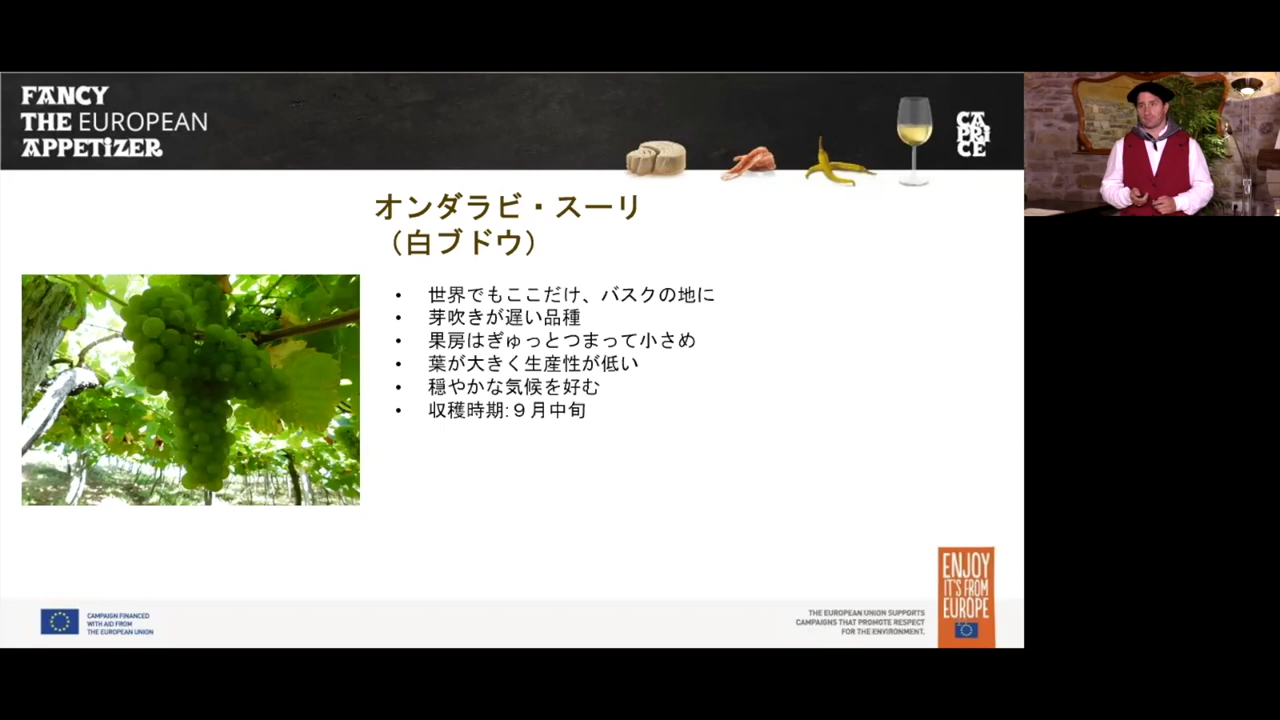 FANCY
THE EUROPEAN
APPETiZER
CA
PRI
CE
オンダラビ・スーリ
（白ブドウ）
• 世界でもここだけ、バスクの地に
• 芽吹きが遅い品種
• 果房はぎゅっとつまって小さめ
• 葉が大きく生産性が低い
• 穏やかな気候を好む
• 収穫時期:９月中旬
CAMPAIGN FINANCED
WITH AID FROM
THE EUROPEAN UNION
THE EUROPEAN UNION SUPPORTS
CAMPAIGNS THAT PROMOTE RESPECT
FOR THE ENVIRONMENT.
ENJOY
IT'S FROM
EUROPE